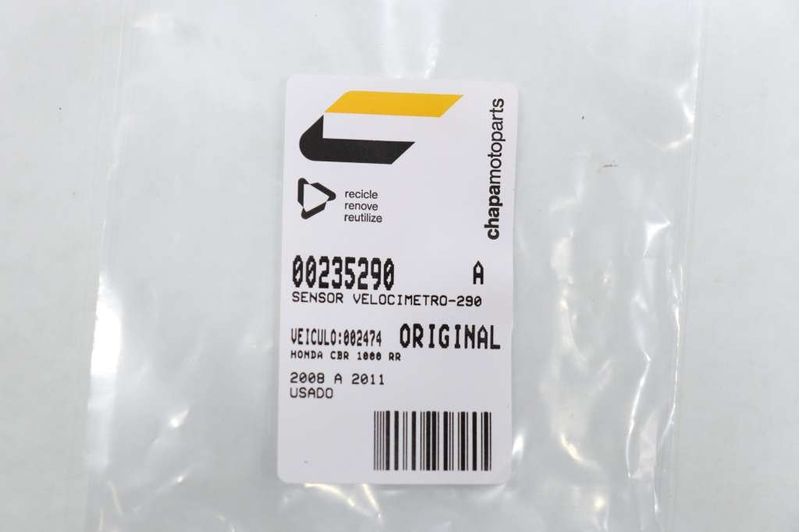 chapamotoparts
recicle
renove
reutilize
00235290 A
SENSOR VELOCIMETRO-290
VEICULO:002474 ORIGINAL
HONDA CBR 1000 RR
2008 A 2011
USADO